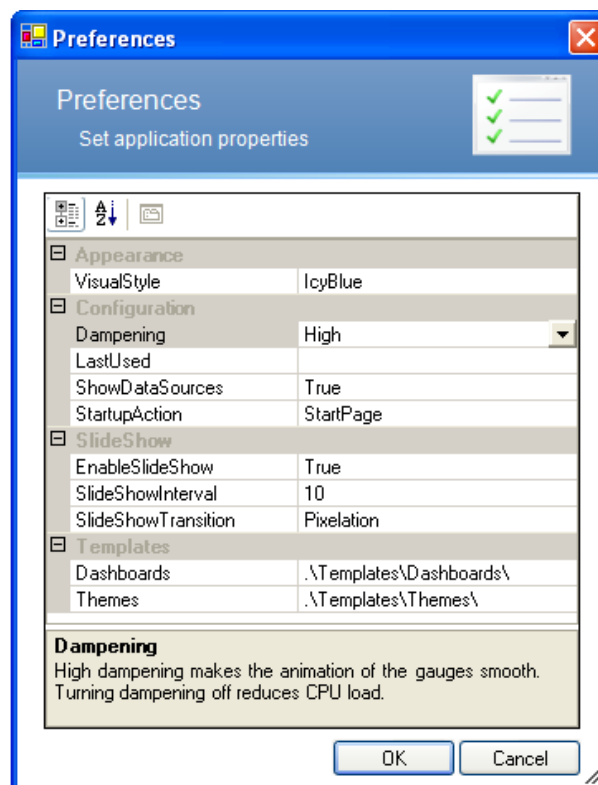 Preferences
Preferences
Set application properties
A
Z
Appearance
VisualStyle IcyBlue
Configuration
Dampening High
LastUsed
ShowDataSources True
StartupAction StartPage
SlideShow
EnableSlideShow True
SlideShowInterval 10
SlideShowTransition Pixelation
Templates
Dashboards .\Templates\Dashboards\
Themes .\Templates\Themes\
Dampening
High dampening makes the animation of the gauges smooth.
Turning dampening off reduces CPU load.
OK Cancel